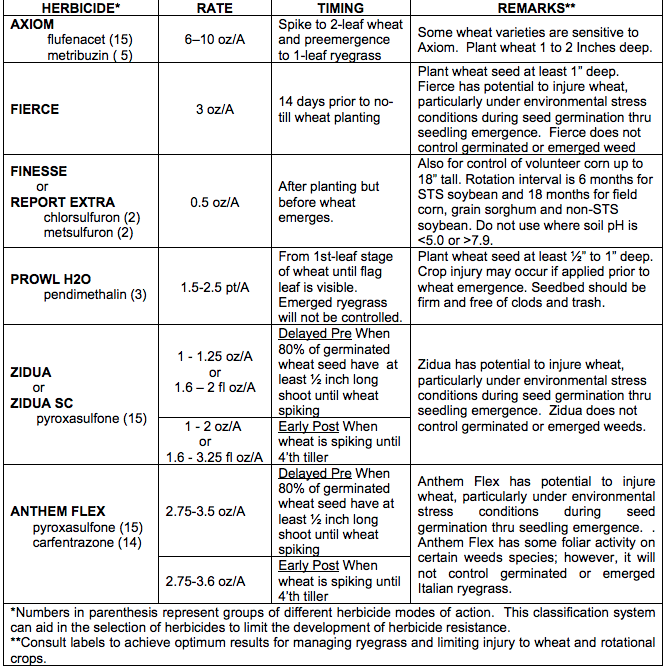 HERBICIDE* RATE TIMING REMARKS**
AXIOM
flufenacet (15)
metribuzin ( 5)
6–10 oz/A
Spike to 2-leaf wheat
and preemergence
to 1-leaf ryegrass
Some wheat varieties are sensitive to
Axiom. Plant wheat 1 to 2 Inches deep.
FIERCE
3 oz/A
14 days prior to no-
till wheat planting
Plant wheat seed at least 1” deep.
Fierce has potential to injure wheat,
particularly under environmental stress
conditions during seed germination thru
seedling emergence. Fierce does not
control germinated or emerged weed
FINESSE
or
REPORT EXTRA
chlorsulfuron (2)
metsulfuron (2)
0.5 oz/A
After planting but
before wheat
emerges.
Also for control of volunteer corn up to
18” tall. Rotation interval is 6 months for
STS soybean and 18 months for field
corn, grain sorghum and non-STS
soybean. Do not use where soil pH is
<5.0 or >7.9.
PROWL H2O
pendimethalin (3)
1.5-2.5 pt/A
From 1st-leaf stage
of wheat until flag
leaf is visible.
Emerged ryegrass
will not be controlled.
Plant wheat seed at least ½” to 1” deep.
Crop injury may occur if applied prior to
wheat emergence. Seedbed should be
firm and free of clods and trash.
ZIDUA
or
ZIDUA SC
pyroxasulfone (15)
1 - 1.25 oz/A
or
1.6 – 2 fl oz/A
Delayed Pre When
80% of germinated
wheat seed have at
least ½ inch long
shoot until wheat
spiking
1 - 2 oz/A
or
1.6 - 3.25 fl oz/A
Early Post When
wheat is spiking until
4’th tiller
Zidua has potential to injure wheat,
particularly under environmental stress
conditions during seed germination thru
seedling emergence. Zidua does not
control germinated or emerged weeds.
ANTHEM FLEX
pyroxasulfone (15)
carfentrazone (14)
2.75-3.5 oz/A
Delayed Pre When
80% of germinated
wheat seed have at
least ½ inch long
shoot until wheat
spiking
2.75-3.6 oz/A
Early Post When
wheat is spiking until
4’th tiller
Anthem Flex has potential to injure
wheat, particularly under environmental
stress conditions during seed
germination thru seedling emergence. .
Anthem Flex has some foliar activity on
certain weeds species; however, it will
not control germinated or emerged
Italian ryegrass.
*Numbers in parenthesis represent groups of different herbicide modes of action. This classification system
can aid in the selection of herbicides to limit the development of herbicide resistance.
**Consult labels to achieve optimum results for managing ryegrass and limiting injury to wheat and rotational
crops.